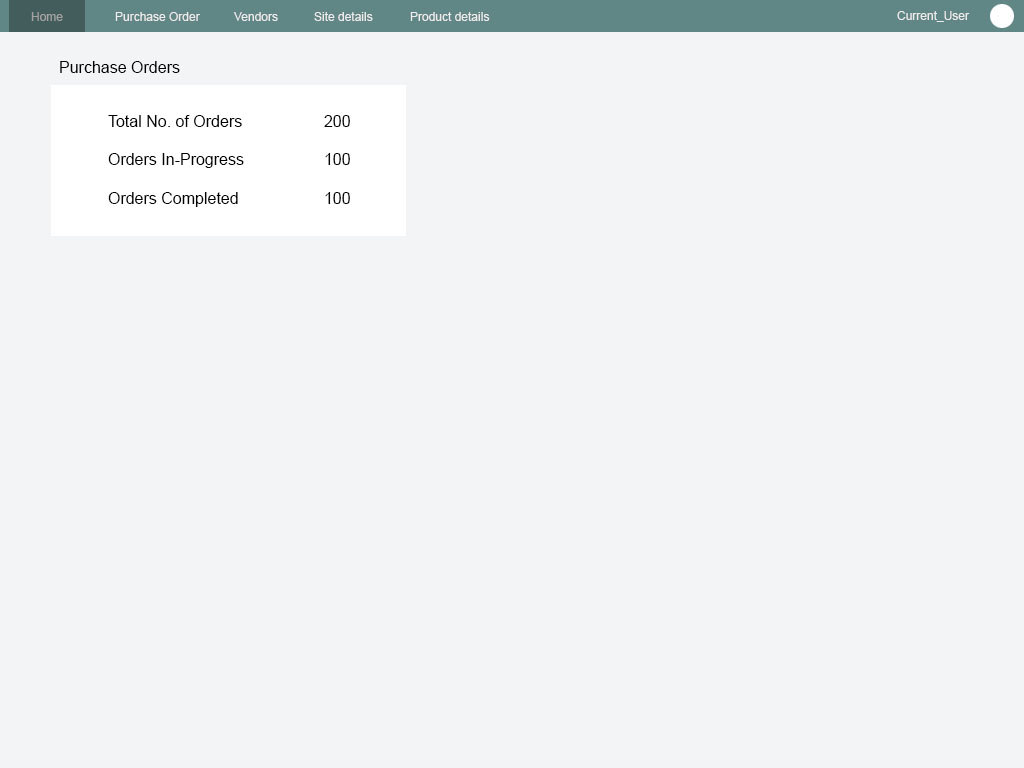 Home Purchase Order Vendors Site details Product details Current_User
Purchase Orders
Total No. of Orders 200
Orders In-Progress 100
Orders Completed 100